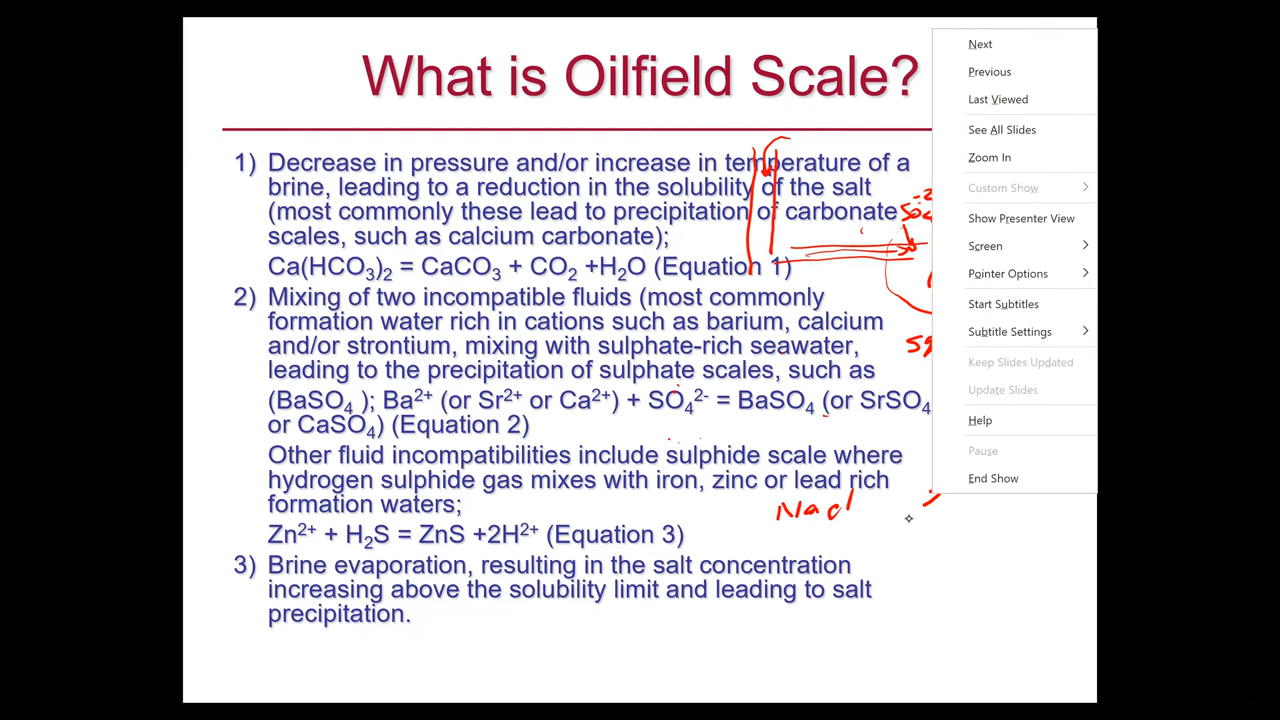 What is Oilfield Scale?
1) Decrease in pressure and/or increase in temperature of a
brine, leading to a reduction in the solubility of the salt
(most commonly these lead to precipitation of carbonate
scales, such as calcium carbonate);
Ca(HCO₃)₂ = CaCO₃ + CO₂ +H₂O (Equation 1)
2) Mixing of two incompatible fluids (most commonly
formation water rich in cations such as barium, calcium
and/or strontium, mixing with sulphate-rich seawater,
leading to the precipitation of sulphate scales, such as
(BaSO₄ ); Ba²⁺ (or Sr²⁺ or Ca²⁺) + SO₄²⁻ = BaSO₄ (or SrSO₄
or CaSO₄) (Equation 2)
Other fluid incompatibilities include sulphide scale where
hydrogen sulphide gas mixes with iron, zinc or lead rich
formation waters;
Zn²⁺ + H₂S = ZnS +2H²⁺ (Equation 3)
3) Brine evaporation, resulting in the salt concentration
increasing above the solubility limit and leading to salt
precipitation.
Nacl
Next
Previous
Last Viewed
See All Slides
Zoom In
Custom Show
Show Presenter View
Screen
Pointer Options
Start Subtitles
Subtitle Settings
Keep Slides Updated
Update Slides
Help
Pause
End Show